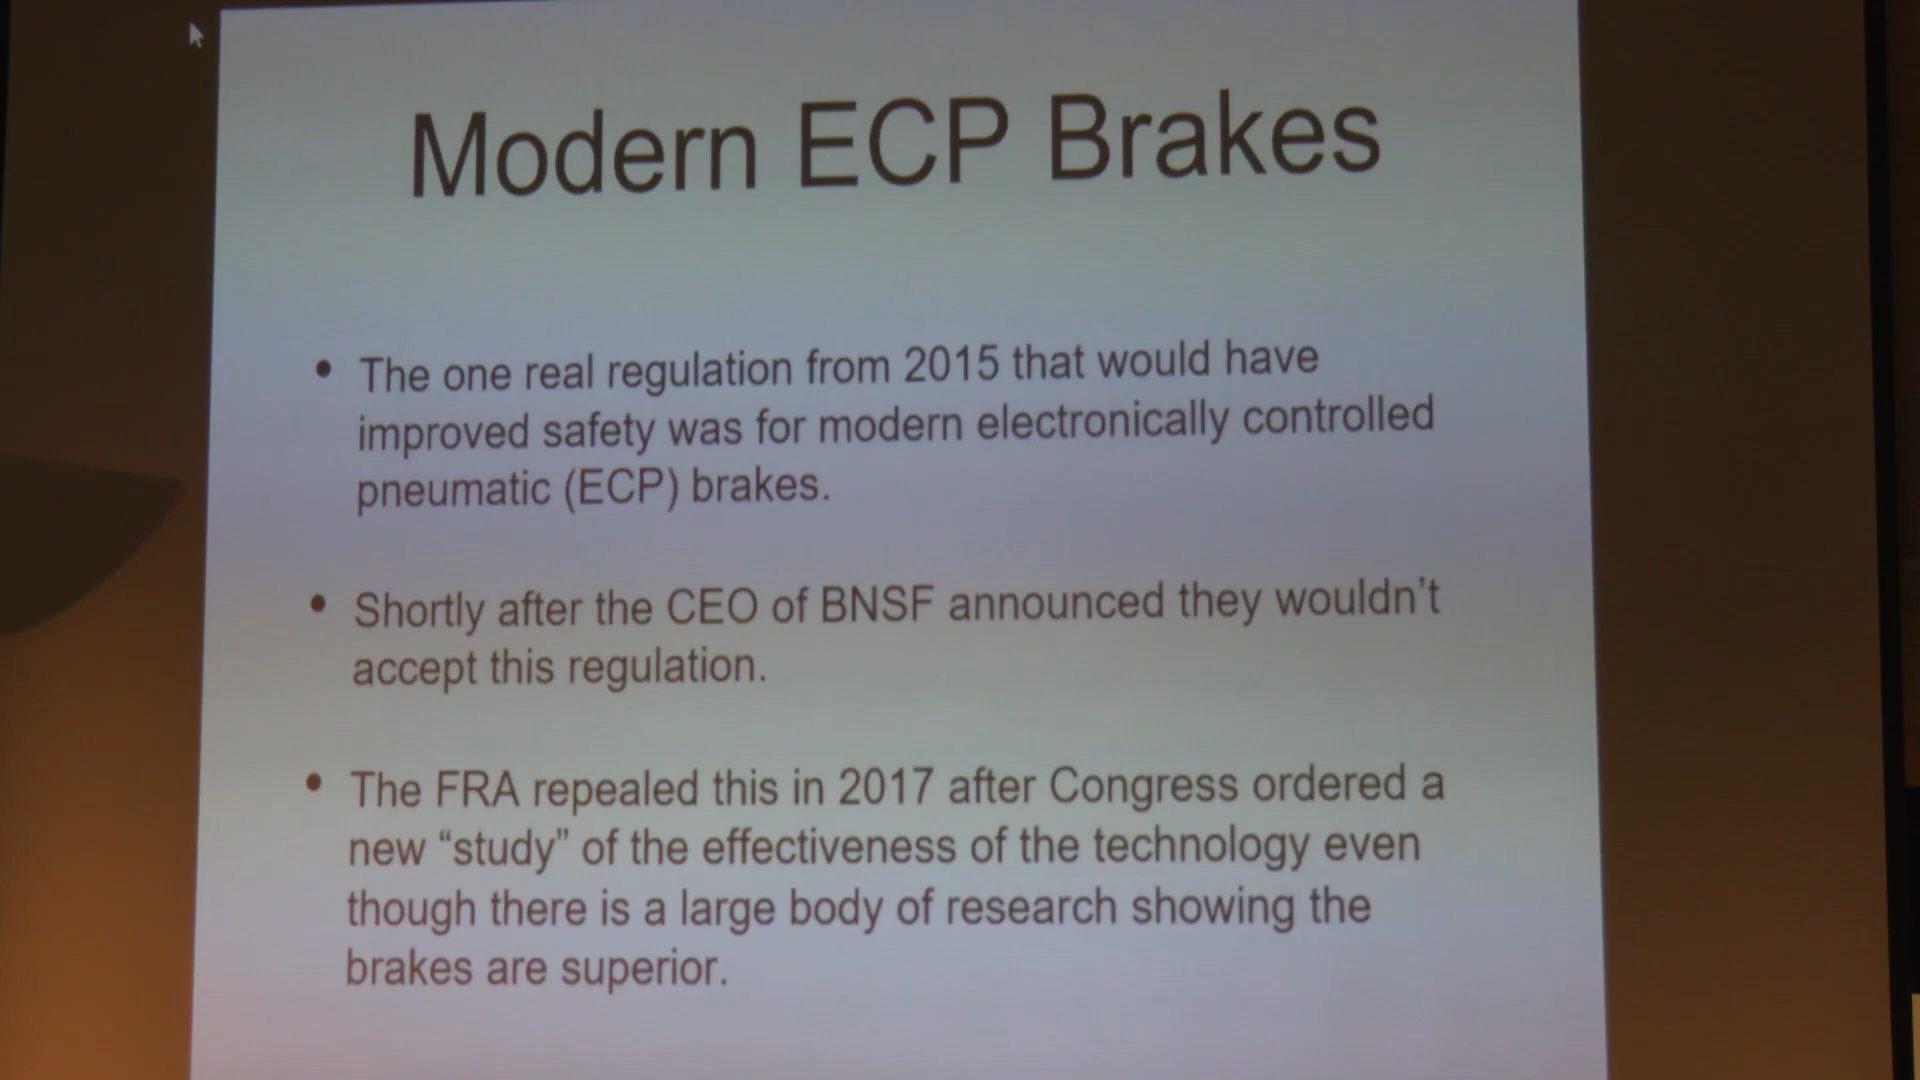 Modern ECP Brakes
• The one real regulation from 2015 that would have
improved safety was for modern electronically controlled
pneumatic (ECP) brakes.
• Shortly after the CEO of BNSF announced they wouldn’t
accept this regulation.
• The FRA repealed this in 2017 after Congress ordered a
new “study” of the effectiveness of the technology even
though there is a large body of research showing the
brakes are superior.